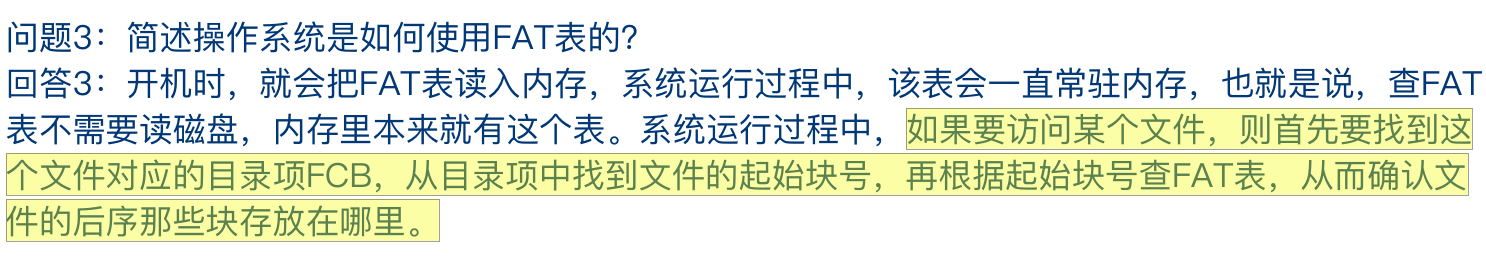 问题3：简述操作系统是如何使用FAT表的？
回答3：开机时，就会把FAT表读入内存，系统运行过程中，该表会一直常驻内存，也就是说，查FAT
表不需要读磁盘，内存里本来就有这个表。系统运行过程中，如果要访问某个文件，则首先要找到这
个文件对应的目录项FCB，从目录项中找到文件的起始块号，再根据起始块号查FAT表，从而确认文
件的后序那些块存放在哪里。